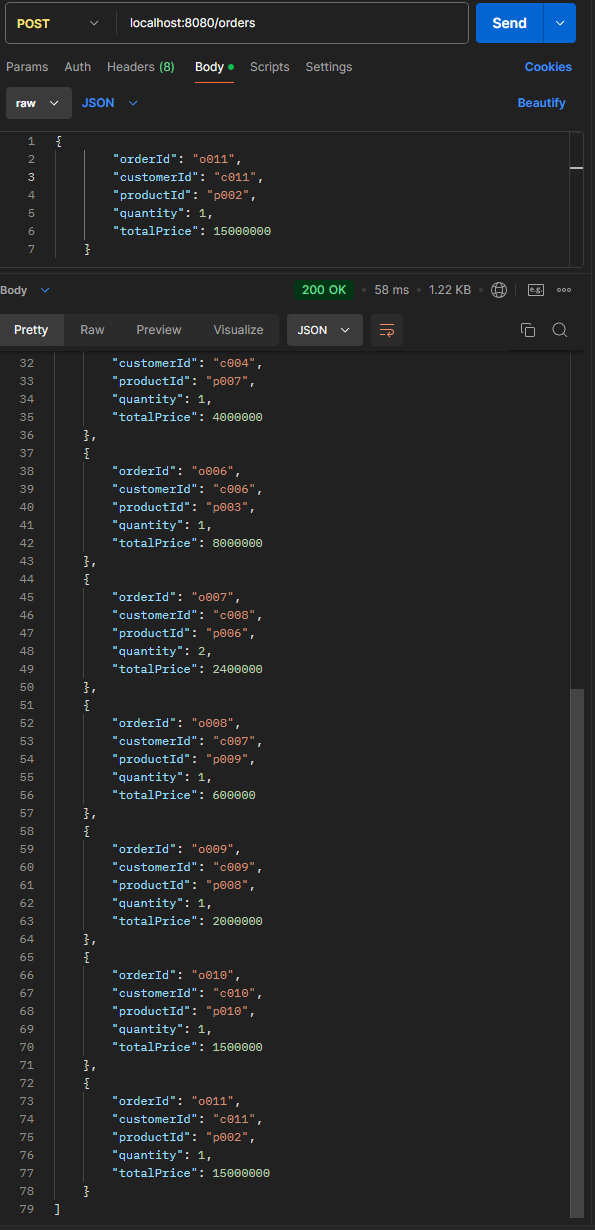 POST localhost:8080/orders Send
Params Auth Headers (8) Body Scripts Settings Cookies
raw JSON Beautify
1 {
2 "orderId": "o011",
3 "customerId": "c011",
4 "productId": "p002",
5 "quantity": 1,
6 "totalPrice": 15000000
7 }
Body 200 OK 58 ms 1.22 KB e.g.
Pretty Raw Preview Visualize JSON
32 "customerId": "c004",
33 "productId": "p007",
34 "quantity": 1,
35 "totalPrice": 4000000
36 },
37 {
38 "orderId": "o006",
39 "customerId": "c006",
40 "productId": "p003",
41 "quantity": 1,
42 "totalPrice": 8000000
43 },
44 {
45 "orderId": "o007",
46 "customerId": "c008",
47 "productId": "p006",
48 "quantity": 2,
49 "totalPrice": 2400000
50 },
51 {
52 "orderId": "o008",
53 "customerId": "c007",
54 "productId": "p009",
55 "quantity": 1,
56 "totalPrice": 600000
57 },
58 {
59 "orderId": "o009",
60 "customerId": "c009",
61 "productId": "p008",
62 "quantity": 1,
63 "totalPrice": 2000000
64 },
65 {
66 "orderId": "o010",
67 "customerId": "c010",
68 "productId": "p010",
69 "quantity": 1,
70 "totalPrice": 1500000
71 },
72 {
73 "orderId": "o011",
74 "customerId": "c011",
75 "productId": "p002",
76 "quantity": 1,
77 "totalPrice": 15000000
78 }
79 ]